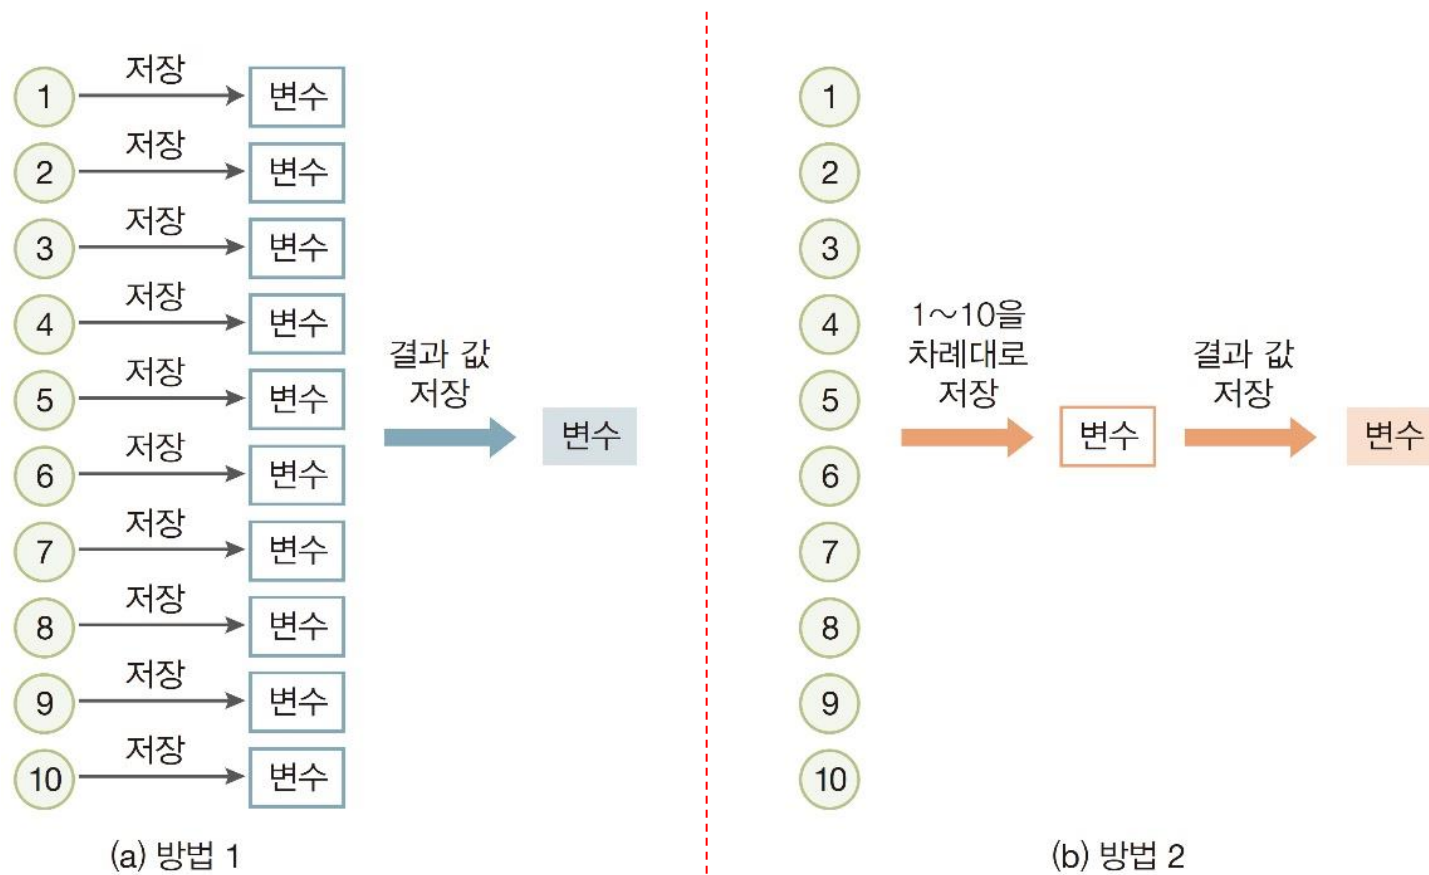 저장
1 변수
저장
2 변수
저장
3 변수
저장
4 변수
저장
5 변수
저장
6 변수
저장
7 변수
저장
8 변수
저장
9 변수
저장
10 변수
결과 값
저장
변수
(a) 방법 1
1
2
3
4
5
6
7
8
9
10
1~10을
차례대로
저장
변수
결과 값
저장
변수
(b) 방법 2